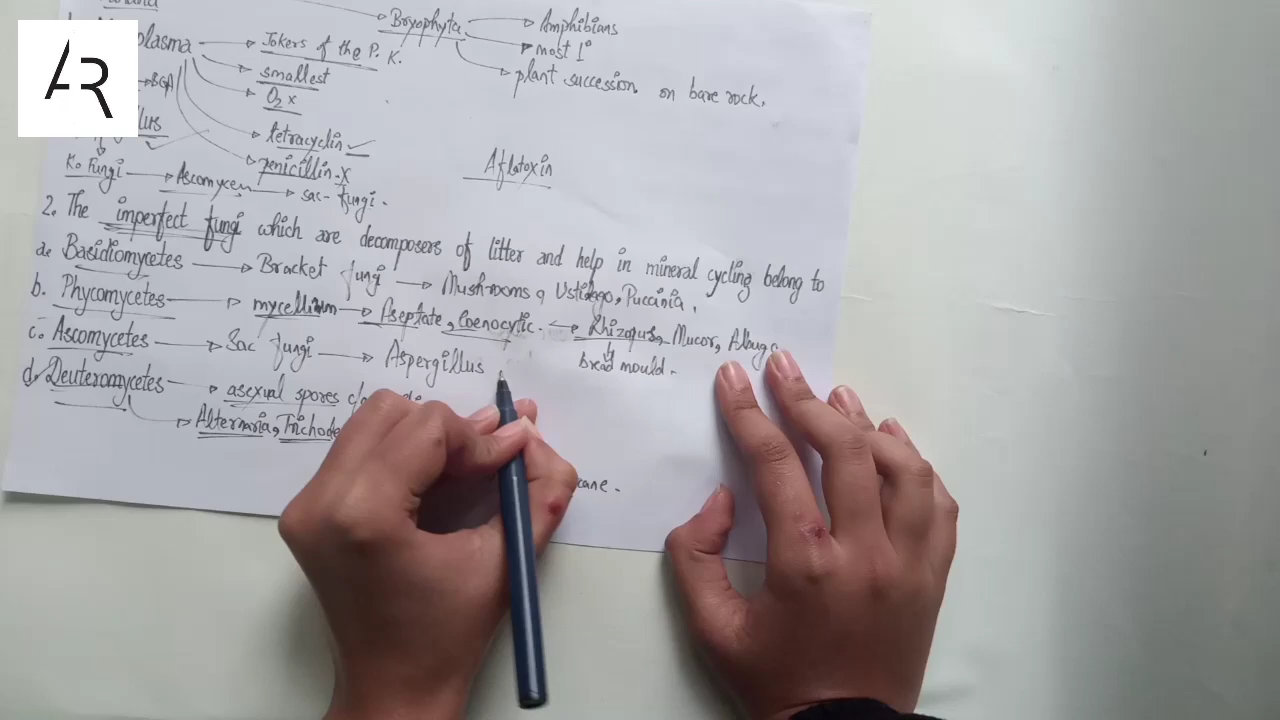 Bryophyta → Amphibians
→ most 1°
→ plant succession on bare rock.
AR
plasma → Jokers of the P. K.
→ smallest
→ O2 x
→ BGA
→ tetracyclin ✓
→ penicillin. x
K. Fungi → Ascomycen → sac- fungi.
Aflatoxin
2. The imperfect fungi which are decomposers of litter and help in mineral cycling belong to
a. Basidiomycetes → Bracket fungi → Mushrooms, Ustilago, Puccinia.
b. Phycomycetes → mycellium → Aseptate, Coenocytic. ↔ Rhizopus, Mucor, Albugo
bread mould.
c. Ascomycetes → Sac fungi → Aspergillus
d. Deuteromycetes → asexual spores
→ Alternaria, Trichode
cane.